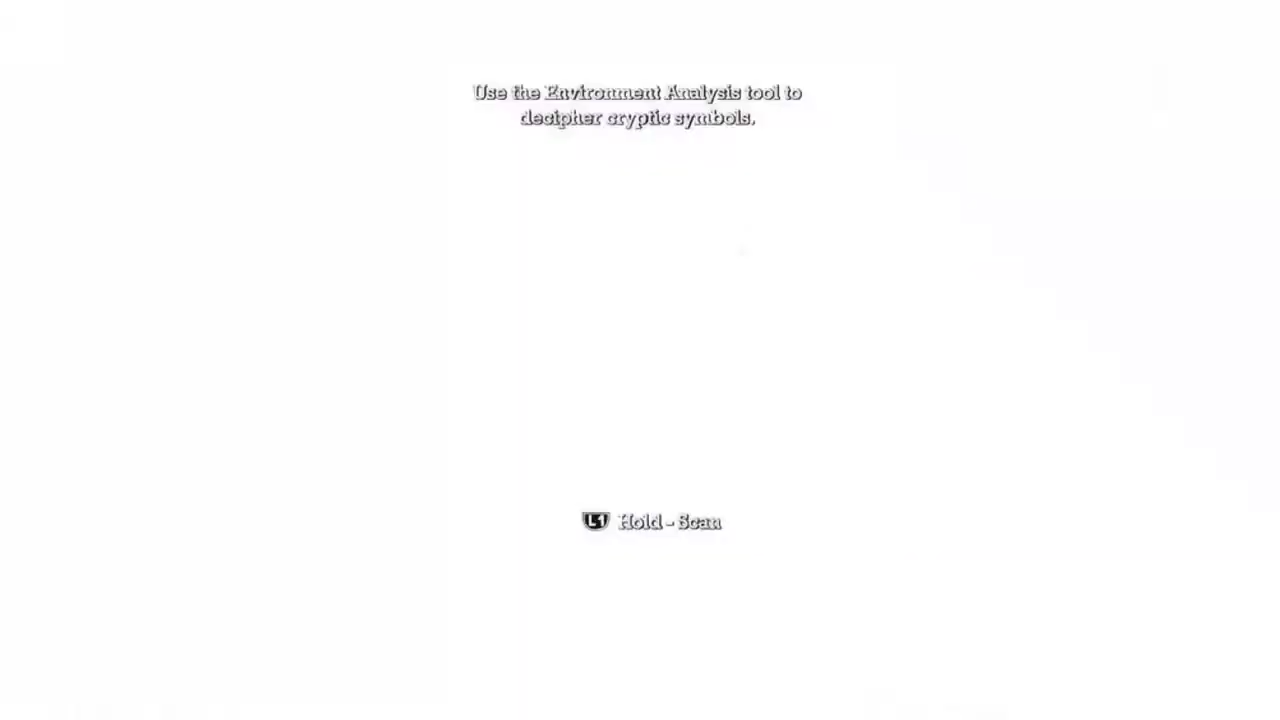 Use the Environment Analysis tool to
decipher cryptic symbols.
L1 Hold - Scan